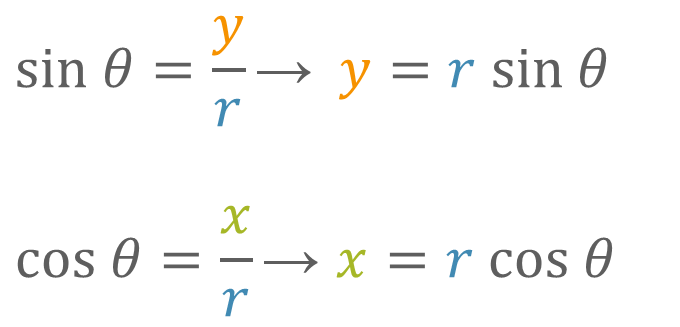 sin θ = y/r → y = r sin θ
cos θ = x/r → x = r cos θ